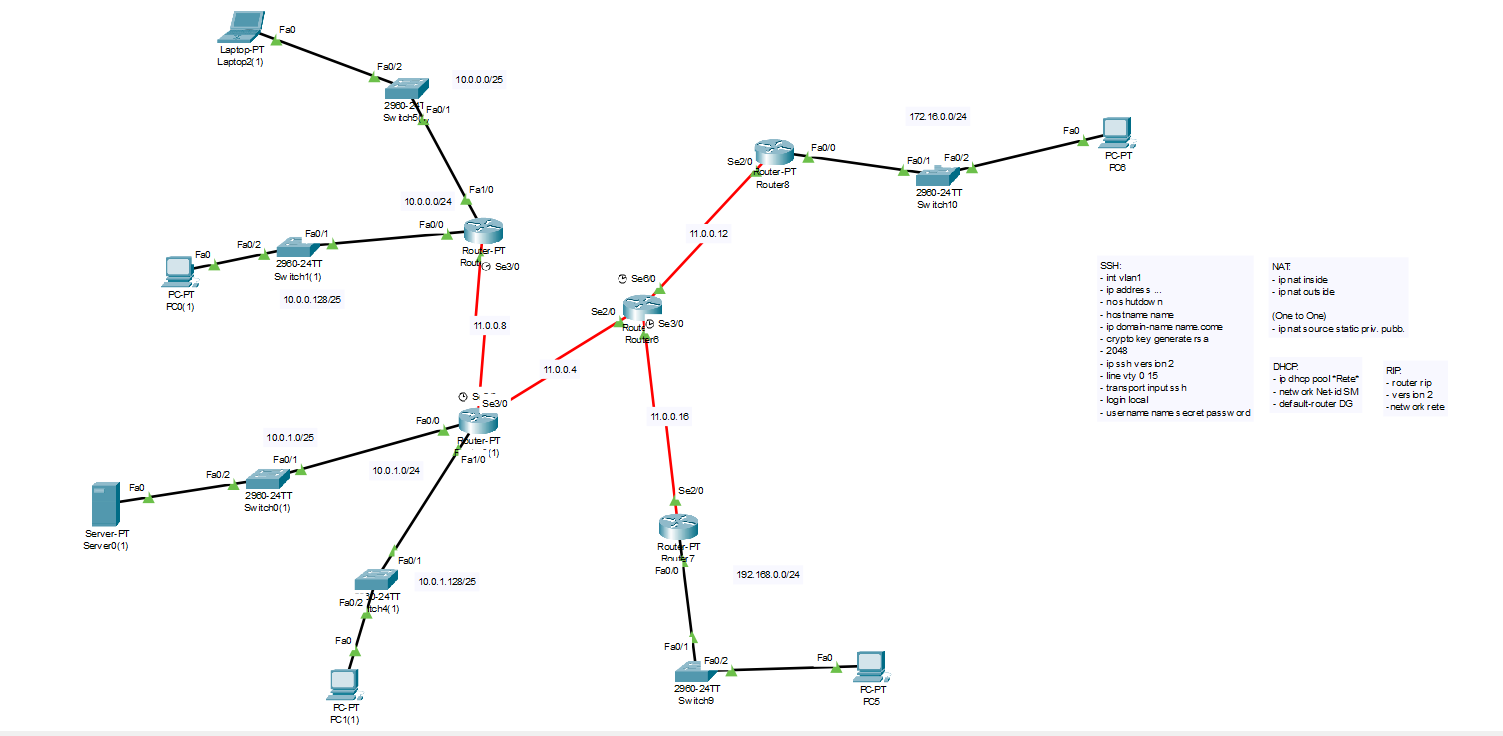 Fa0
Laptop-PT
Laptop2(1)
Fa0/2
10.0.0.0/25
2960-24T
Fa0/1
172.16.0.0/24
Fa0
PC-PT
PC6
Se2/0
Fa0/0
Fa0/1
Fa0/2
Router-PT
Router8
2960-24TT
Switch10
Fa1/0
10.0.0.0/24
Fa0/0
Fa0/1
Fa0/2
Fa0
Router-PT
Se3/0
2960-24TT
Switch1(1)
PC-PT
PC0(1)
10.0.0.128/25
11.0.0.12
Se6/0
Se2/0
Se3/0
Router6
11.0.0.8
11.0.0.4
11.0.0.16
Se3/0
Fa0/0
Router-PT
(1)
Fa1/0
10.0.1.0/25
Fa0/1
10.0.1.0/24
Fa0/2
Fa0
2960-24TT
Switch0(1)
Server-PT
Server0(1)
Se2/0
Router-PT
Router7
Fa0/0
192.168.0.0/24
Fa0/1
10.0.1.128/25
Fa0/2
tch4(1)
Fa0
PC-PT
PC1(1)
Fa0/1
Fa0/2
Fa0
2960-24TT
Switch9
PC-PT
PC5
SSH:
- int vlan1
- ip address ...
- no shutdown
- hostname name
- ip domain-name name.come
- crypto key generate rsa
- 2048
- ip ssh version 2
- line vty 0 15
- transport input ssh
- login local
- username name secret password
NAT:
- ip nat inside
- ip nat outside
(One to One)
- ip nat source static priv. pubb.
DHCP:
- ip dhcp pool *Rete*
- network Net-id SM
- default-router DG
RIP:
- router rip
- version 2
- network rete